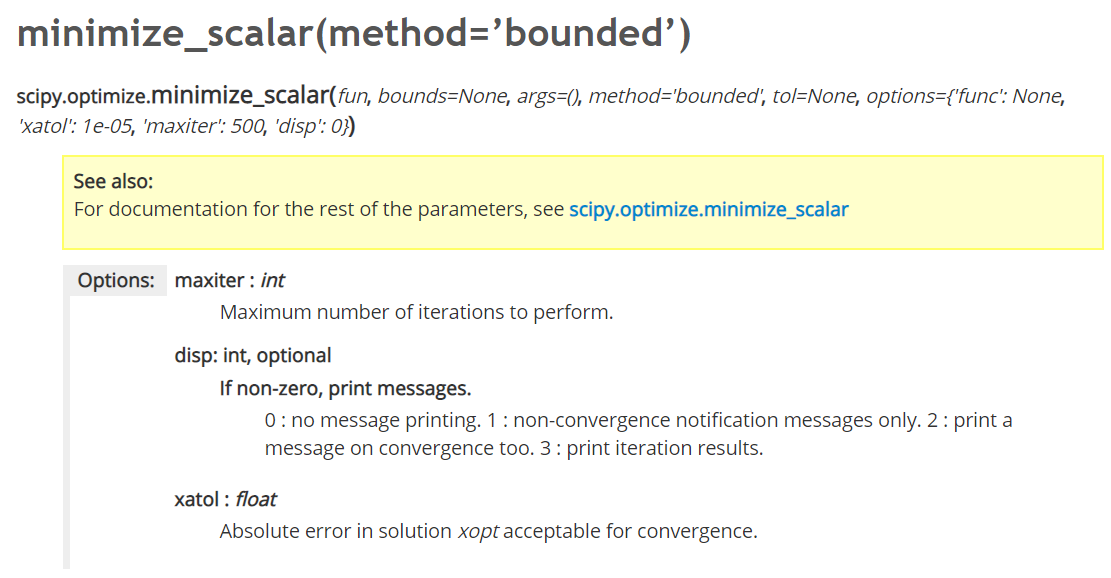 minimize_scalar(method=’bounded’)
scipy.optimize.minimize_scalar(fun, bounds=None, args=(), method='bounded', tol=None, options={'func': None,
'xatol': 1e-05, 'maxiter': 500, 'disp': 0})
See also:
For documentation for the rest of the parameters, see scipy.optimize.minimize_scalar
Options: maxiter : int
Maximum number of iterations to perform.
disp: int, optional
If non-zero, print messages.
0 : no message printing. 1 : non-convergence notification messages only. 2 : print a
message on convergence too. 3 : print iteration results.
xatol : float
Absolute error in solution xopt acceptable for convergence.